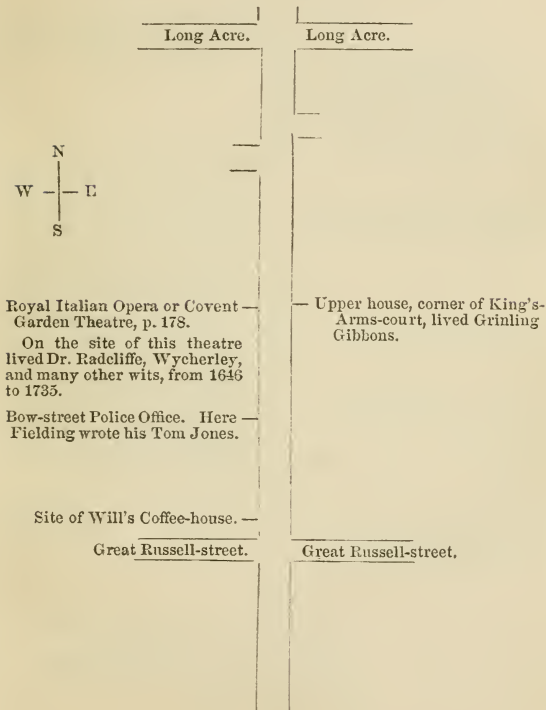 Long Acre.
Long Acre.
N
W E
S
Royal Italian Opera or Covent
Garden Theatre, p. 178.
On the site of this theatre
lived Dr. Radcliffe, Wycherley,
and many other wits, from 1646
to 1735.
Upper house, corner of King's-
Arms-court, lived Grinling
Gibbons.
Bow-street Police Office. Here
Fielding wrote his Tom Jones.
Site of Will's Coffee-house.
Great Russell-street.
Great Russell-street.